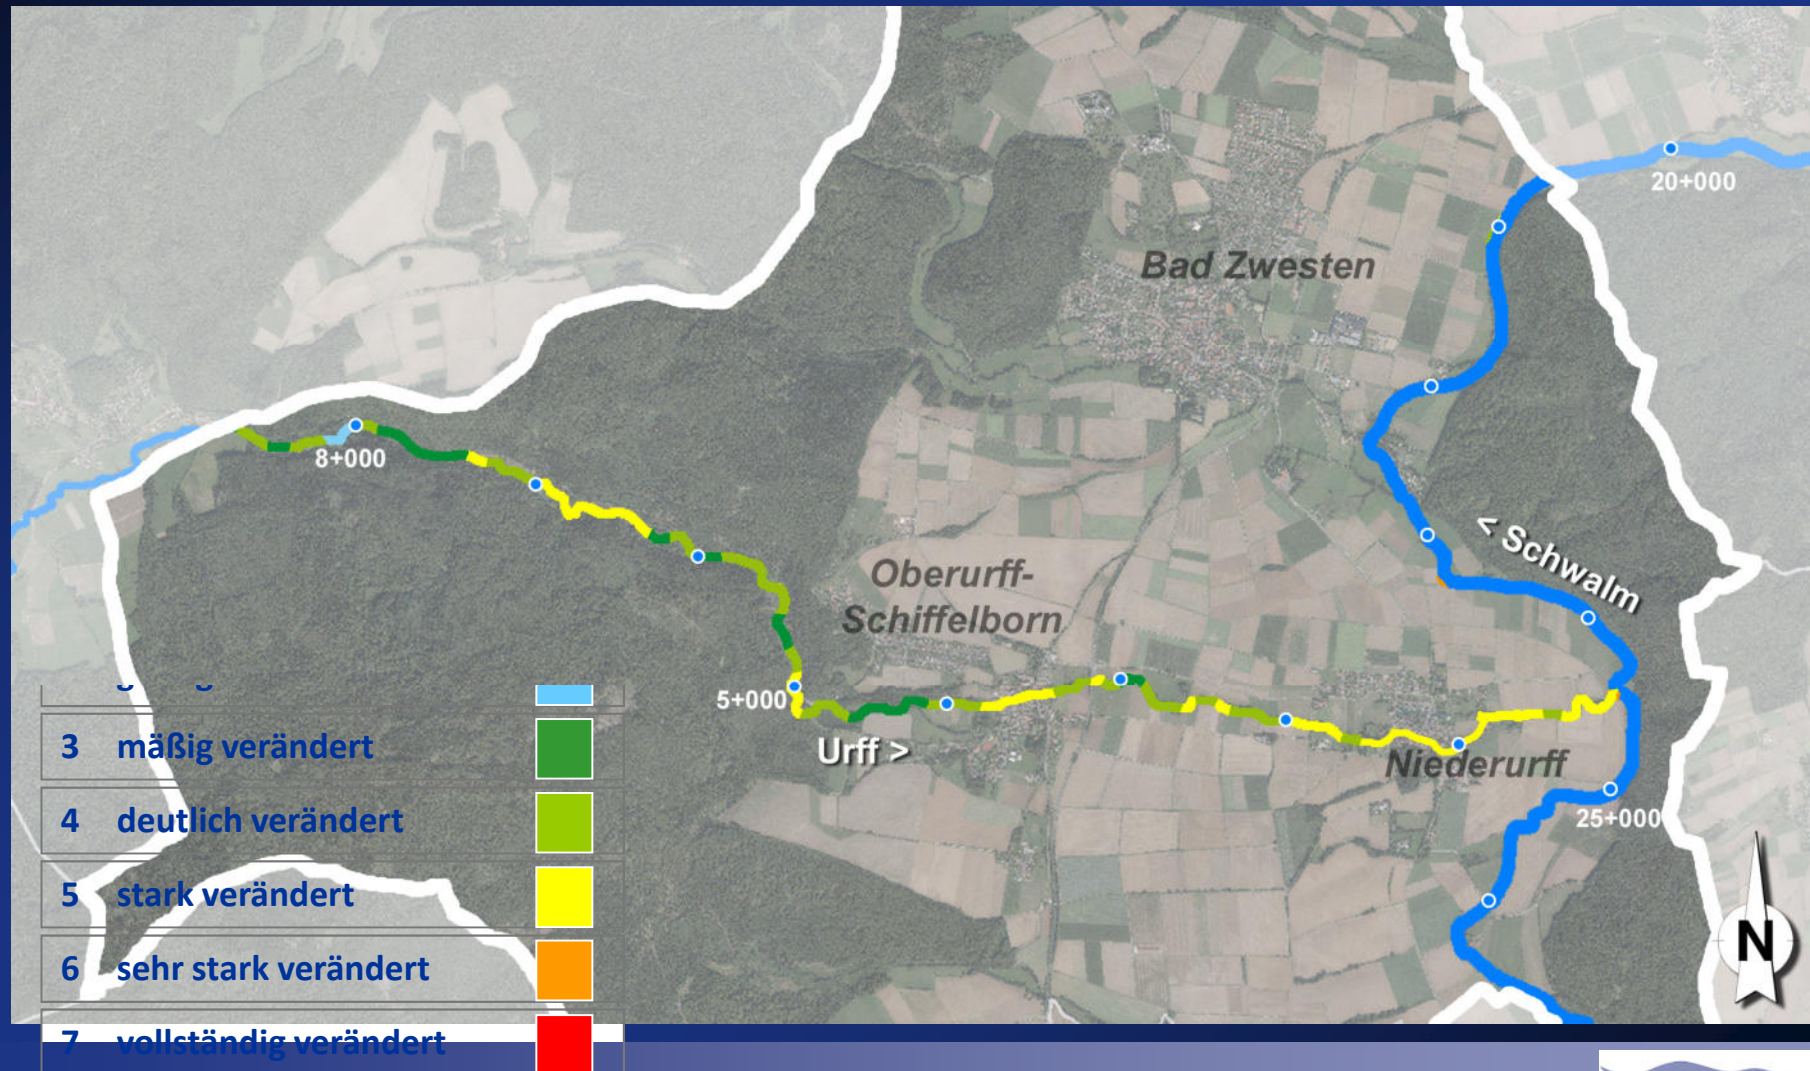 20+000
Bad Zwesten
8+000
< Schwalm
Oberurff-
Schiffelborn
5+000
Urff >
Niederurff
25+000
3 mäßig verändert
4 deutlich verändert
5 stark verändert
6 sehr stark verändert
7 vollständig verändert
N